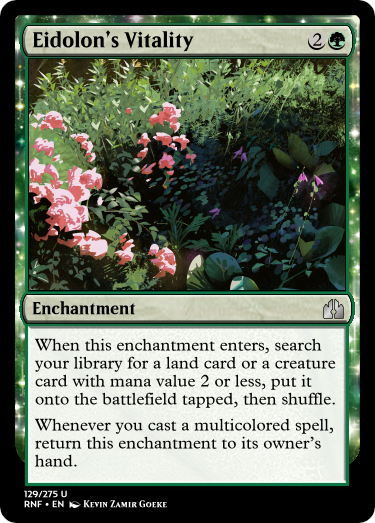 Eidolon's Vitality 2
Enchantment
When this enchantment enters, search
your library for a land card or a creature
card with mana value 2 or less, put it
onto the battlefield tapped, then shuffle.
Whenever you cast a multicolored spell,
return this enchantment to its owner's
hand.
129/275 U
RNF • EN Kevin Zamir Goeke